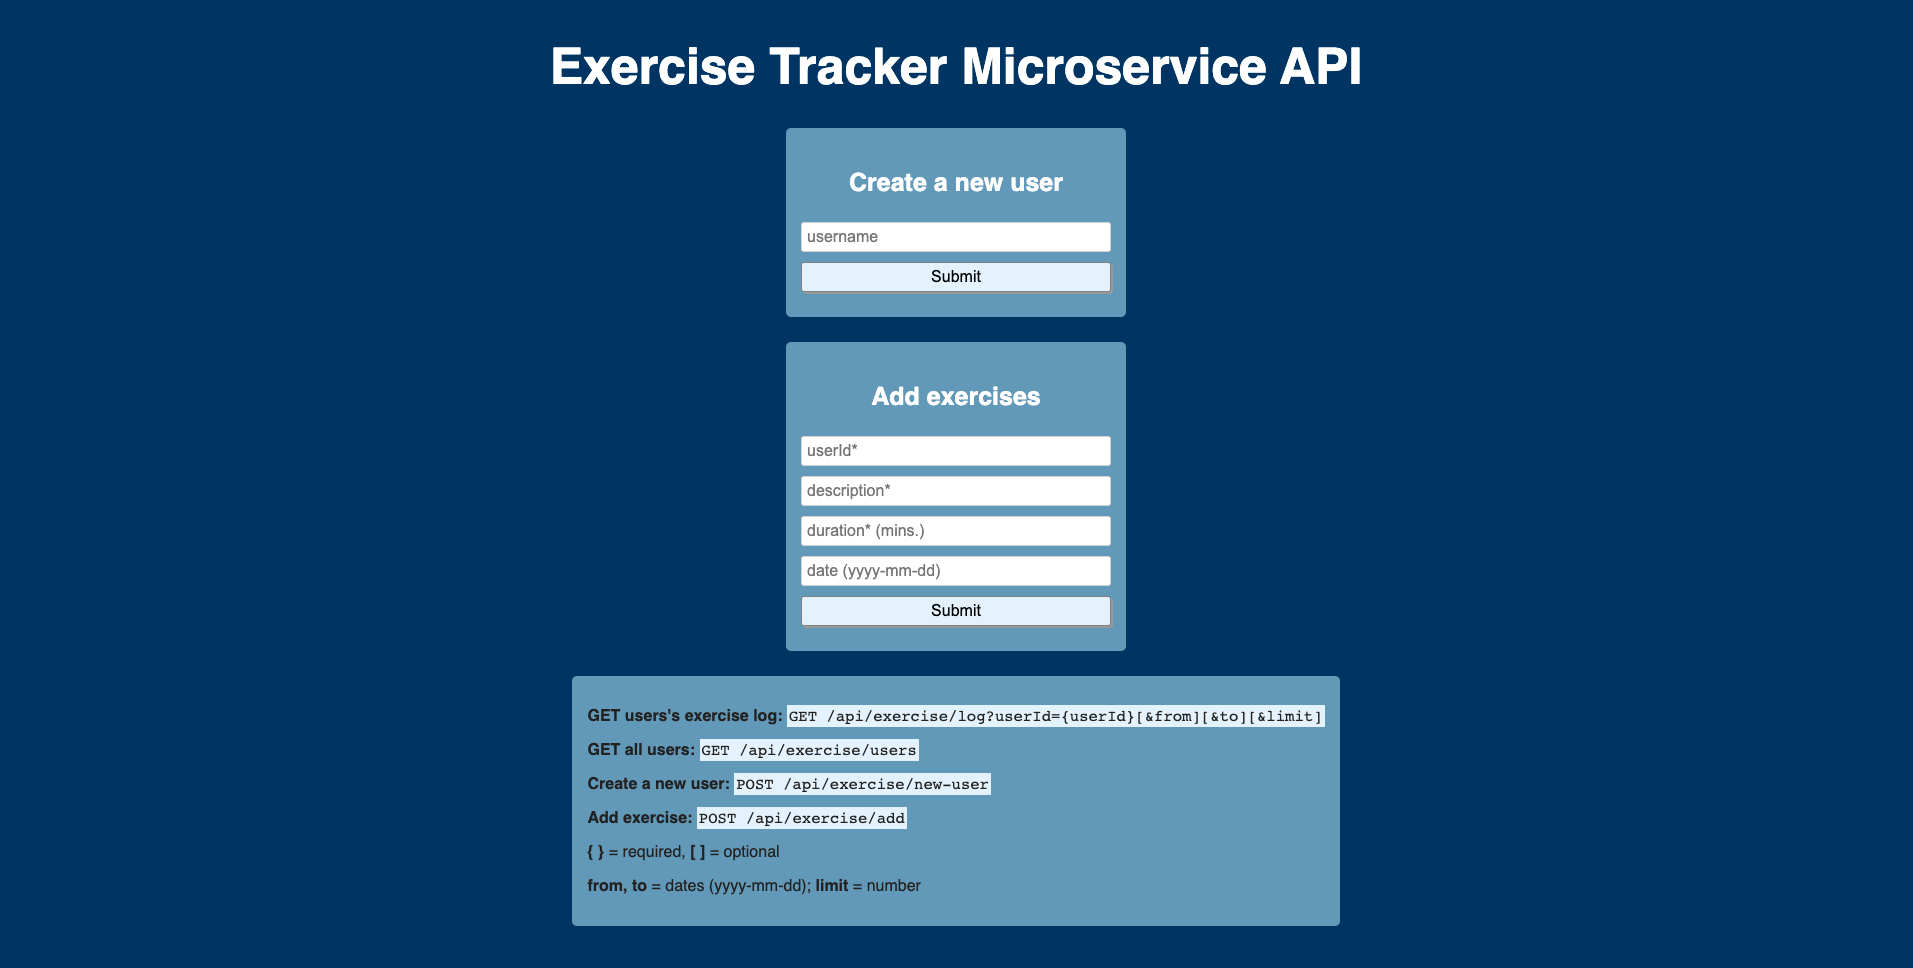 Exercise Tracker Microservice API
Create a new user
username
Submit
Add exercises
userId*
description*
duration* (mins.)
date (yyyy-mm-dd)
Submit
GET users's exercise log: GET /api/exercise/log?userId={userId}[&from][&to][&limit]
GET all users: GET /api/exercise/users
Create a new user: POST /api/exercise/new-user
Add exercise: POST /api/exercise/add
{ } = required, [ ] = optional
from, to = dates (yyyy-mm-dd); limit = number